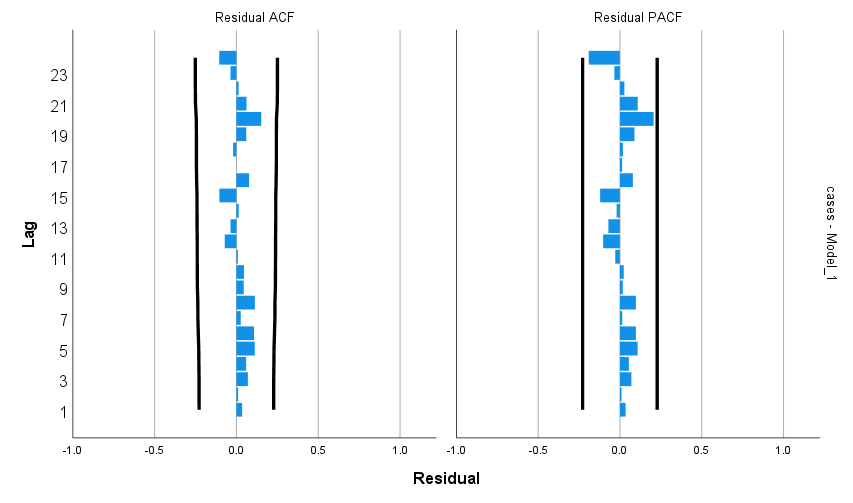 Residual ACF
Residual PACF
23
21
19
17
15
13
11
9
7
5
3
1
Lag
-1.0 -0.5 0.0 0.5 1.0
-1.0 -0.5 0.0 0.5 1.0
Residual
cases - Model_1